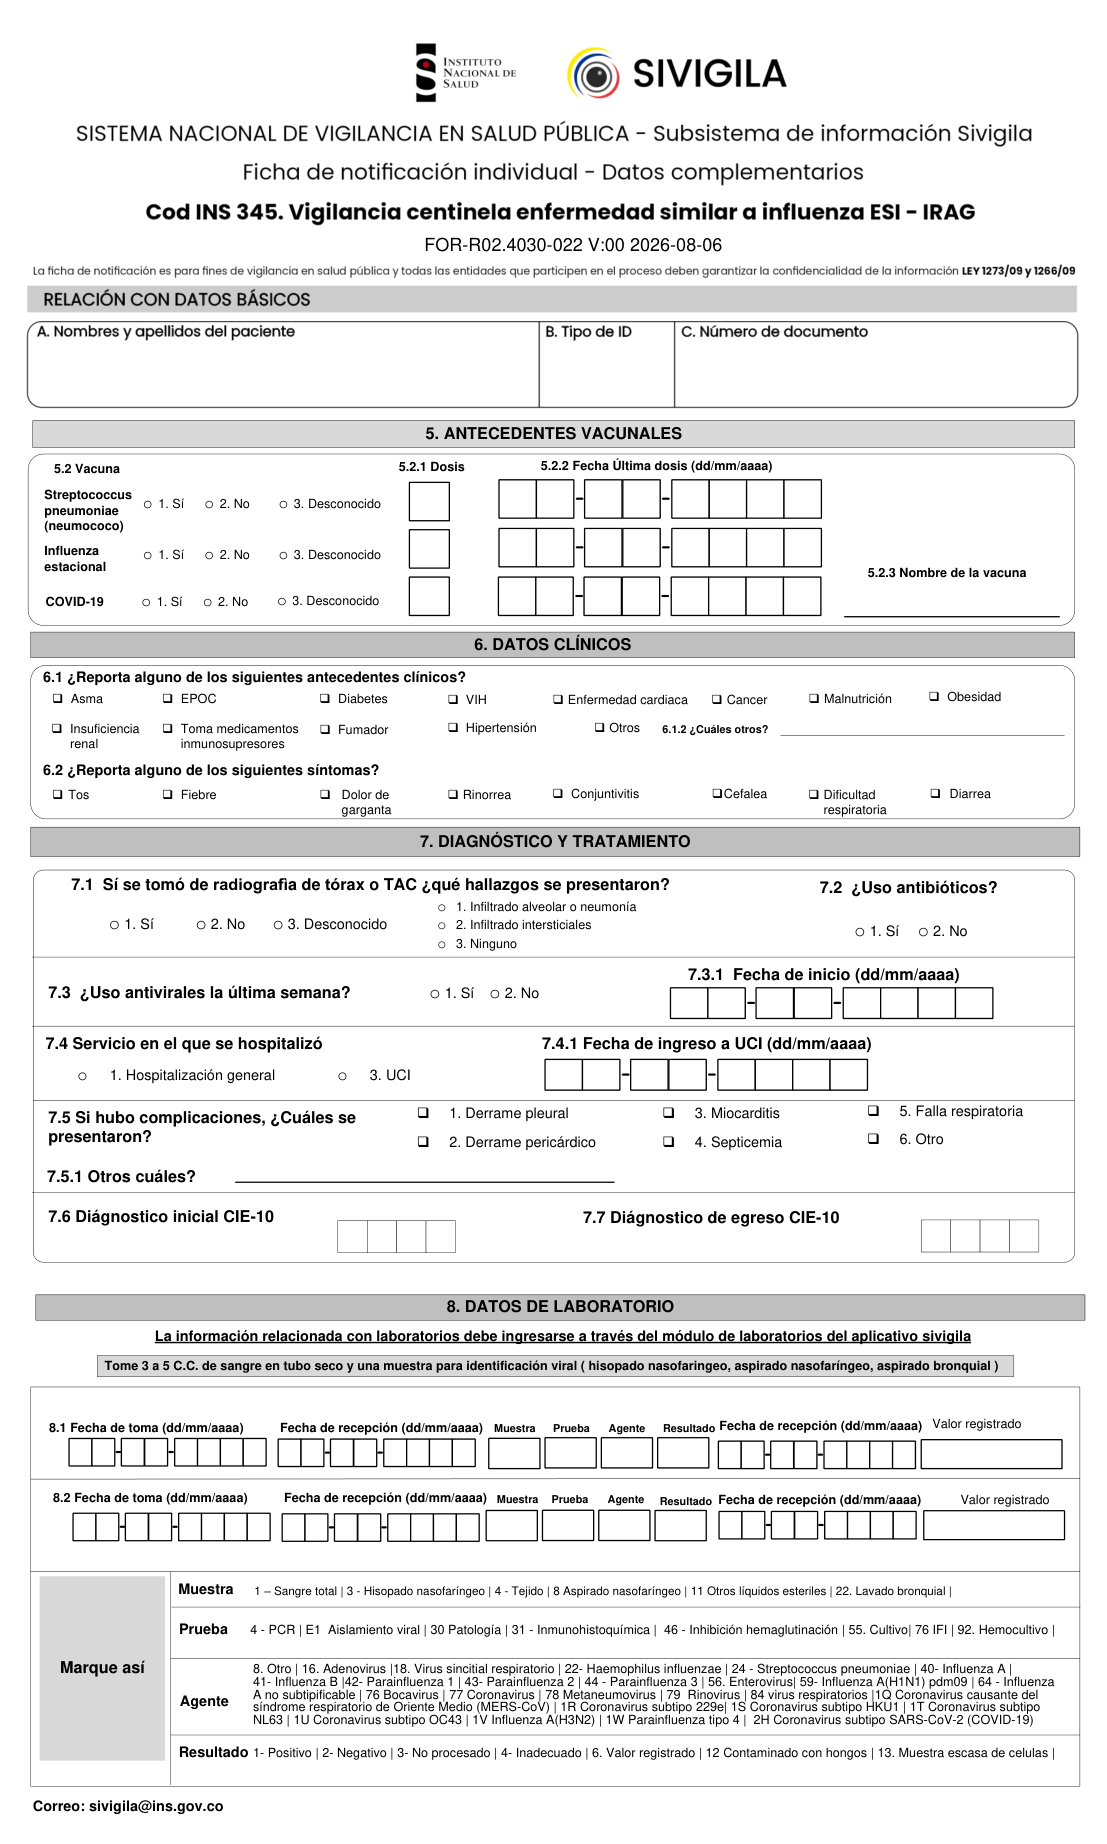 INSTITUTO
NACIONAL DE
SALUD
SIVIGILA
SISTEMA NACIONAL DE VIGILANCIA EN SALUD PÚBLICA - Subsistema de información Sivigila
Ficha de notificación individual - Datos complementarios
Cod INS 345. Vigilancia centinela enfermedad similar a influenza ESI - IRAG
FOR-R02.4030-022 V:00 2026-08-06
La ficha de notificación es para fines de vigilancia en salud pública y todas las entidades que participen en el proceso deben garantizar la confidencialidad de la información LEY 1273/09 y 1266/09
RELACIÓN CON DATOS BÁSICOS
A. Nombres y apellidos del paciente B. Tipo de ID C. Número de documento
5. ANTECEDENTES VACUNALES
5.2 Vacuna 5.2.1 Dosis 5.2.2 Fecha Última dosis (dd/mm/aaaa)
Streptococcus
pneumoniae
(neumococo)
1. Sí 2. No 3. Desconocido
Influenza
estacional
1. Sí 2. No 3. Desconocido
5.2.3 Nombre de la vacuna
COVID-19 1. Sí 2. No 3. Desconocido
6. DATOS CLÍNICOS
6.1 ¿Reporta alguno de los siguientes antecedentes clínicos?
Asma EPOC Diabetes VIH Enfermedad cardiaca Cancer Malnutrición Obesidad
Insuficiencia
renal
Toma medicamentos
inmunosupresores
Fumador Hipertensión Otros 6.1.2 ¿Cuáles otros?
6.2 ¿Reporta alguno de los siguientes síntomas?
Tos Fiebre
Dolor de
garganta
Rinorrea Conjuntivitis Cefalea
Dificultad
respiratoria
Diarrea
7. DIAGNÓSTICO Y TRATAMIENTO
7.1 Sí se tomó de radiografia de tórax o TAC ¿qué hallazgos se presentaron? 7.2 ¿Uso antibióticos?
1. Sí 2. No 3. Desconocido
1. Infiltrado alveolar o neumonía
2. Infiltrado intersticiales
3. Ninguno
1. Sí 2. No
7.3 ¿Uso antivirales la última semana? 1. Sí 2. No
7.3.1 Fecha de inicio (dd/mm/aaaa)
7.4 Servicio en el que se hospitalizó 7.4.1 Fecha de ingreso a UCI (dd/mm/aaaa)
1. Hospitalización general 3. UCI
7.5 Si hubo complicaciones, ¿Cuáles se
presentaron?
1. Derrame pleural 3. Miocarditis 5. Falla respiratoria
2. Derrame pericárdico 4. Septicemia 6. Otro
7.5.1 Otros cuáles?
7.6 Diágnostico inicial CIE-10 7.7 Diágnostico de egreso CIE-10
8. DATOS DE LABORATORIO
La información relacionada con laboratorios debe ingresarse a través del módulo de laboratorios del aplicativo sivigila
Tome 3 a 5 C.C. de sangre en tubo seco y una muestra para identificación viral ( hisopado nasofaringeo, aspirado nasofaríngeo, aspirado bronquial )
8.1 Fecha de toma (dd/mm/aaaa) Fecha de recepción (dd/mm/aaaa) Muestra Prueba Agente Resultado Fecha de recepción (dd/mm/aaaa) Valor registrado
8.2 Fecha de toma (dd/mm/aaaa) Fecha de recepción (dd/mm/aaaa) Muestra Prueba Agente Resultado Fecha de recepción (dd/mm/aaaa) Valor registrado
Marque así
Muestra 1 – Sangre total | 3 - Hisopado nasofaríngeo | 4 - Tejido | 8 Aspirado nasofaríngeo | 11 Otros líquidos esteriles | 22. Lavado bronquial |
Prueba 4 - PCR | E1 Aislamiento viral | 30 Patología | 31 - Inmunohistoquímica | 46 - Inhibición hemaglutinación | 55. Cultivo| 76 IFI | 92. Hemocultivo |
Agente
8. Otro | 16. Adenovirus |18. Virus sincitial respiratorio | 22- Haemophilus influenzae | 24 - Streptococcus pneumoniae | 40- Influenza A |
41- Influenza B |42- Parainfluenza 1 | 43- Parainfluenza 2 | 44 - Parainfluenza 3 | 56. Enterovirus| 59- Influenza A(H1N1) pdm09 | 64 - Influenza
A no subtipificable | 76 Bocavirus | 77 Coronavirus | 78 Metaneumovirus | 79 Rinovirus | 84 virus respiratorios |1Q Coronavirus causante del
síndrome respiratorio de Oriente Medio (MERS-CoV) | 1R Coronavirus subtipo 229e| 1S Coronavirus subtipo HKU1 | 1T Coronavirus subtipo
NL63 | 1U Coronavirus subtipo OC43 | 1V Influenza A(H3N2) | 1W Parainfluenza tipo 4 | 2H Coronavirus subtipo SARS-CoV-2 (COVID-19)
Resultado 1- Positivo | 2- Negativo | 3- No procesado | 4- Inadecuado | 6. Valor registrado | 12 Contaminado con hongos | 13. Muestra escasa de celulas |
Correo: sivigila@ins.gov.co